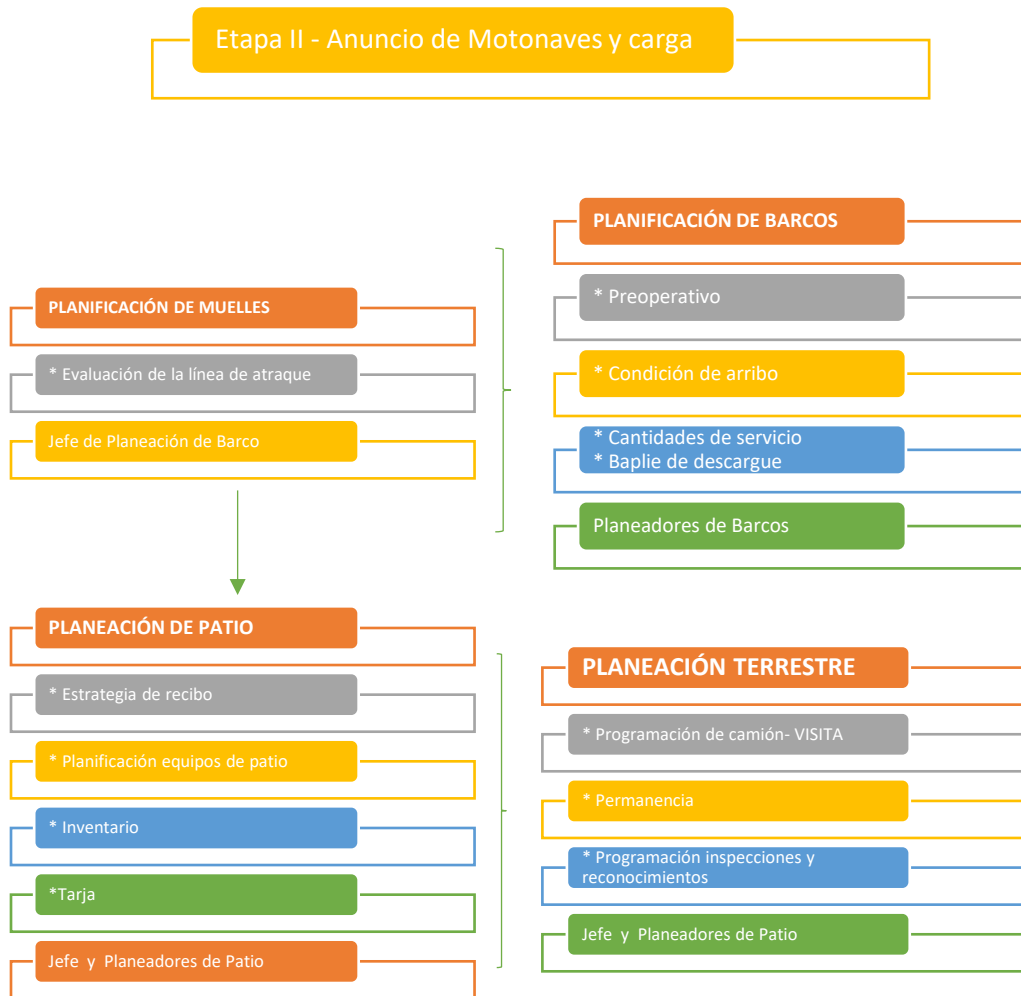 Etapa II - Anuncio de Motonaves y carga
PLANIFICACIÓN DE MUELLES
* Evaluación de la línea de atraque
Jefe de Planeación de Barco
PLANIFICACIÓN DE BARCOS
* Preoperativo
* Condición de arribo
* Cantidades de servicio
* Baplie de descargue
Planeadores de Barcos
PLANEACIÓN DE PATIO
* Estrategia de recibo
* Planificación equipos de patio
* Inventario
*Tarja
Jefe y Planeadores de Patio
PLANEACIÓN TERRESTRE
* Programación de camión- VISITA
* Permanencia
* Programación inspecciones y
reconocimientos
Jefe y Planeadores de Patio